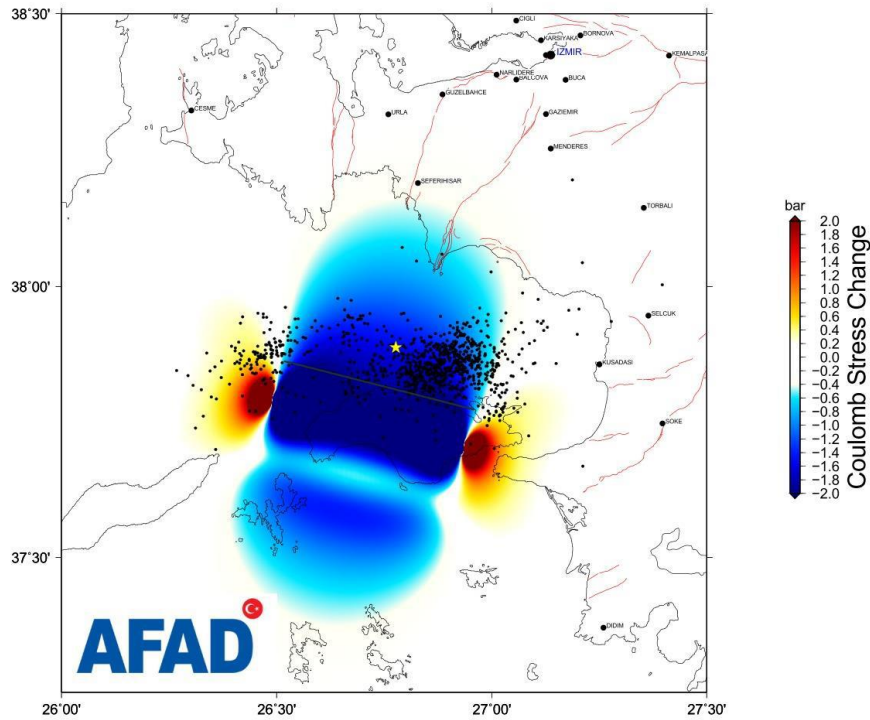 38˚30'
CIGLI
KARSIYAKA
BORNOVA
IZMIR
KEMALPASA
NARLIDERE
BALCOVA
BUCA
GUZELBAHCE
CESME
URLA
GAZIEMIR
MENDERES
SEFERIHISAR
TORBALI
38˚00'
SELCUK
KUSADASI
SOKE
37˚30'
DIDIM
AFAD
26˚00'
26˚30'
27˚00'
27˚30'
bar
2.0
1.8
1.6
1.4
1.2
1.0
0.8
0.6
0.4
0.2
0.0
−0.2
−0.4
−0.6
−0.8
−1.0
−1.2
−1.4
−1.6
−1.8
−2.0
Coulomb Stress Change